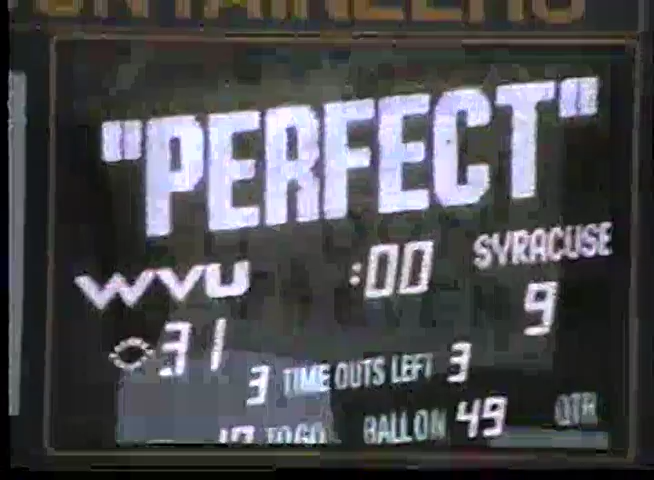 "PERFECT"
WVU :00 SYRACUSE
31 9
3 TIME OUTS LEFT 3
TO GO BALL ON 49 QTR